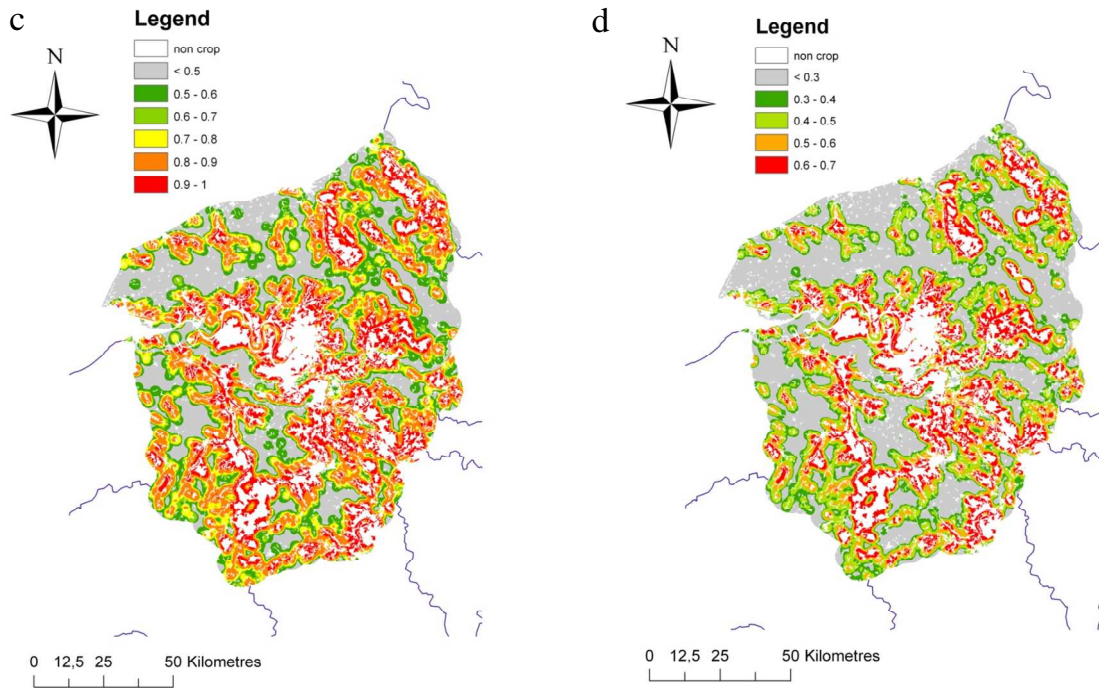 c
Legend
N
non crop
< 0.5
0.5 - 0.6
0.6 - 0.7
0.7 - 0.8
0.8 - 0.9
0.9 - 1
0 12,5 25 50 Kilometres
d
Legend
N
non crop
< 0.3
0.3 - 0.4
0.4 - 0.5
0.5 - 0.6
0.6 - 0.7
0 12,5 25 50 Kilometres